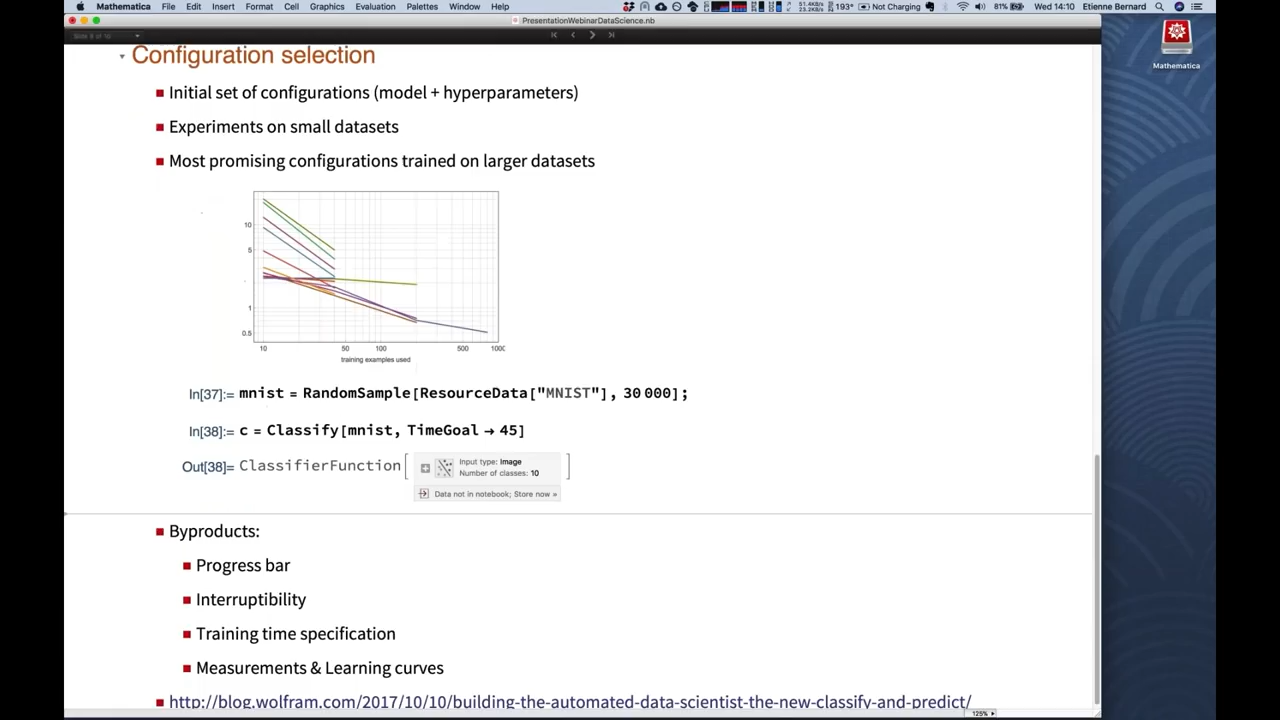 Mathematica File Edit Insert Format Cell Graphics Evaluation Palettes Window Help 193° Not Charging 81% Wed 14:10 Etienne Bernard
PresentationWebinarDataScience.nb
Mathematica
Configuration selection
Initial set of configurations (model + hyperparameters)
Experiments on small datasets
Most promising configurations trained on larger datasets
10
5
1
0.5
10 50 100 500 1000
training examples used
In[37]:= mnist = RandomSample[ResourceData["MNIST"], 30 000];
In[38]:= c = Classify[mnist, TimeGoal → 45]
Out[38]= ClassifierFunction[
Input type: Image
Number of classes: 10
]
Data not in notebook; Store now »
Byproducts:
Progress bar
Interruptibility
Training time specification
Measurements & Learning curves
http://blog.wolfram.com/2017/10/10/building-the-automated-data-scientist-the-new-classify-and-predict/
125%